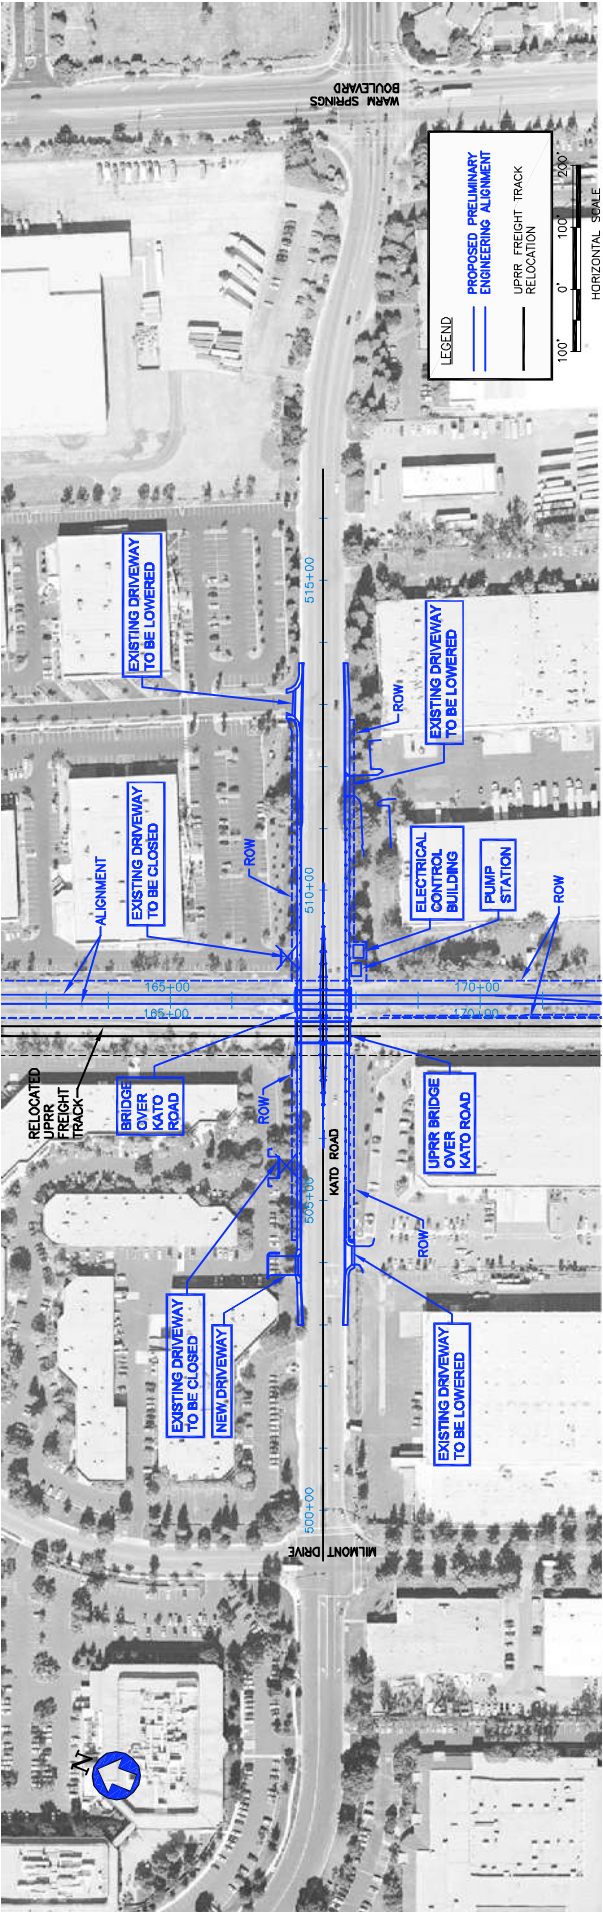 WARM SPRINGS
BOULEVARD
LEGEND
PROPOSED PRELIMINARY
ENGINEERING ALIGNMENT
UPRR FREIGHT TRACK
RELOCATION
100' 0' 100' 200'
HORIZONTAL SCALE
515+00
EXISTING DRIVEWAY
TO BE LOWERED
ROW
EXISTING DRIVEWAY
TO BE LOWERED
ALIGNMENT
EXISTING DRIVEWAY
TO BE CLOSED
ROW
510+00
ELECTRICAL
CONTROL
BUILDING
PUMP
STATION
ROW
165+00
165+00
170+00
170+00
RELOCATED
UPRR
FREIGHT
TRACK
BRIDGE
OVER
KATO
ROAD
ROW
KATO ROAD
UPRR BRIDGE
OVER
KATO ROAD
505+00
ROW
EXISTING DRIVEWAY
TO BE CLOSED
NEW DRIVEWAY
EXISTING DRIVEWAY
TO BE LOWERED
500+00
MILMONT DRIVE
N